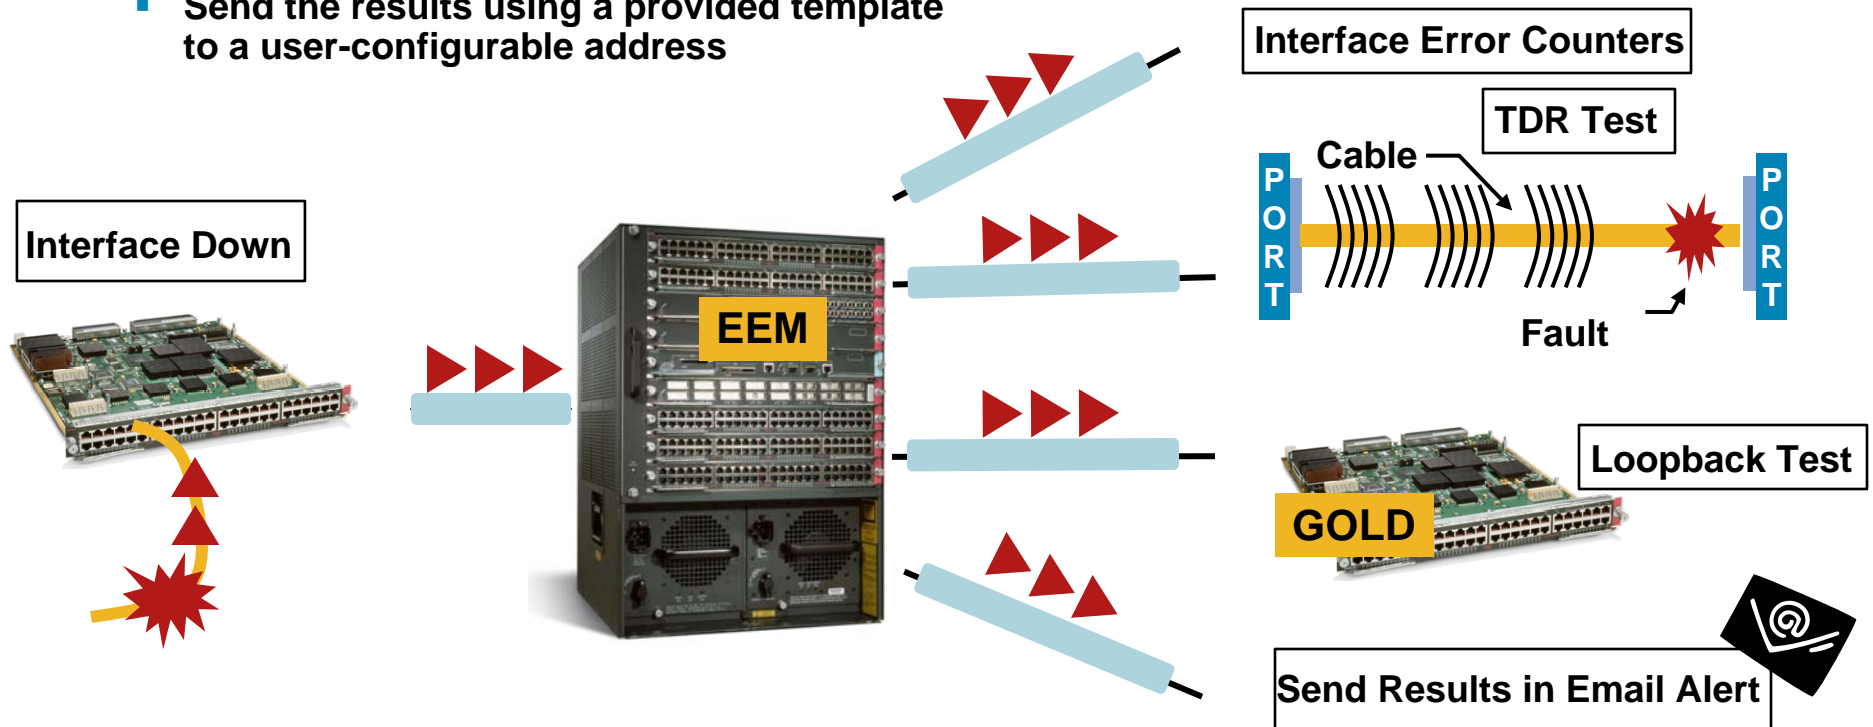 Send the results using a provided template
to a user-configurable address
Interface Error Counters
TDR Test
Cable
PORT
PORT
Fault
Interface Down
EEM
Loopback Test
GOLD
Send Results in Email Alert